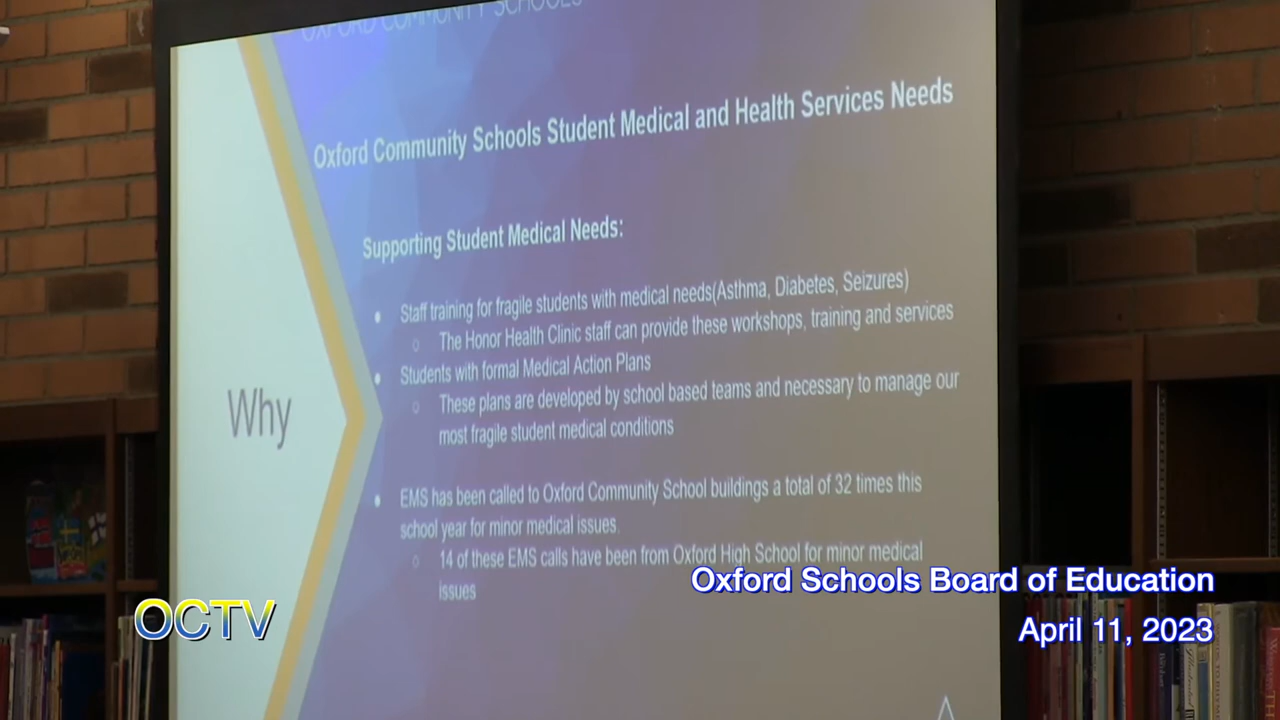 OXFORD COMMUNITY SCHOOLS
Oxford Community Schools Student Medical and Health Services Needs
Supporting Student Medical Needs:
● Staff training for fragile students with medical needs(Asthma, Diabetes, Seizures)
○ The Honor Health Clinic staff can provide these workshops, training and services
● Students with formal Medical Action Plans
○ These plans are developed by school based teams and necessary to manage our
most fragile student medical conditions
Why
● EMS has been called to Oxford Community School buildings a total of 32 times this
school year for minor medical issues.
○ 14 of these EMS calls have been from Oxford High School for minor medical
issues
Oxford Schools Board of Education
April 11, 2023
OCTV